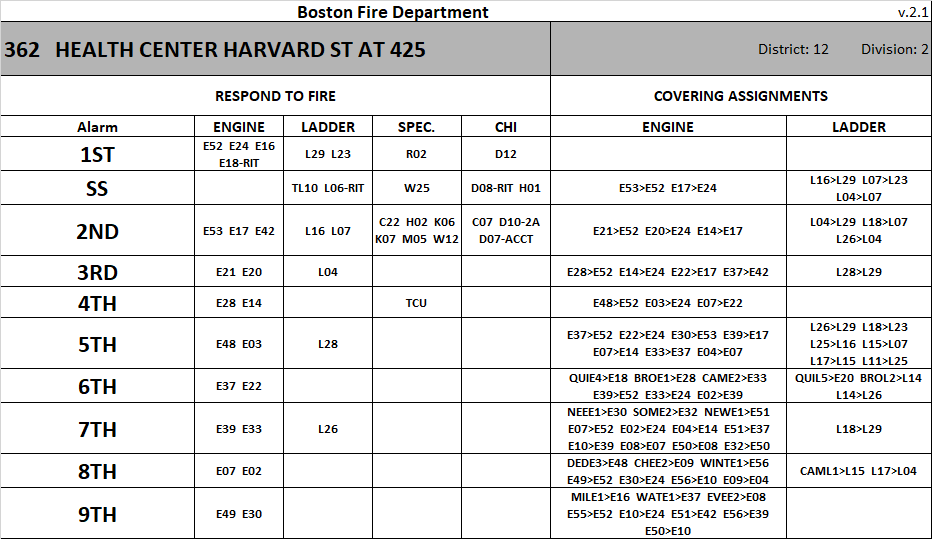 Boston Fire Department
v.2.1
362 HEALTH CENTER HARVARD ST AT 425
District: 12 Division: 2
RESPOND TO FIRE
COVERING ASSIGNMENTS
Alarm ENGINE LADDER SPEC. CHI ENGINE LADDER
1ST
E52 E24 E16
E18-RIT
L29 L23
R02
D12
SS
TL10 L06-RIT
W25
D08-RIT H01
E53>E52 E17>E24
L16>L29 L07>L23
L04>L07
2ND
E53 E17 E42
L16 L07
C22 H02 K06
K07 M05 W12
C07 D10-2A
D07-ACCT
E21>E52 E20>E24 E14>E17
L04>L29 L18>L07
L26>L04
3RD
E21 E20
L04
E28>E52 E14>E24 E22>E17 E37>E42
L28>L29
4TH
E28 E14
TCU
E48>E52 E03>E24 E07>E22
5TH
E48 E03
L28
E37>E52 E22>E24 E30>E53 E39>E17
E07>E14 E33>E37 E04>E07
L26>L29 L18>L23
L25>L16 L15>L07
L17>L15 L11>L25
6TH
E37 E22
QUIE4>E18 BROE1>E28 CAME2>E33
E39>E52 E33>E24 E02>E39
QUIL5>E20 BROL2>L14
L14>L26
7TH
E39 E33
L26
NEEE1>E30 SOME2>E32 NEWE1>E51
E07>E52 E02>E24 E04>E14 E51>E37
E10>E39 E08>E07 E50>E08 E32>E50
L18>L29
8TH
E07 E02
DEDE3>E48 CHEE2>E09 WINTE1>E56
E49>E52 E30>E24 E56>E10 E09>E04
CAML1>L15 L17>L04
9TH
E49 E30
MILE1>E16 WATE1>E37 EVEE2>E08
E55>E52 E10>E24 E51>E42 E56>E39
E50>E10